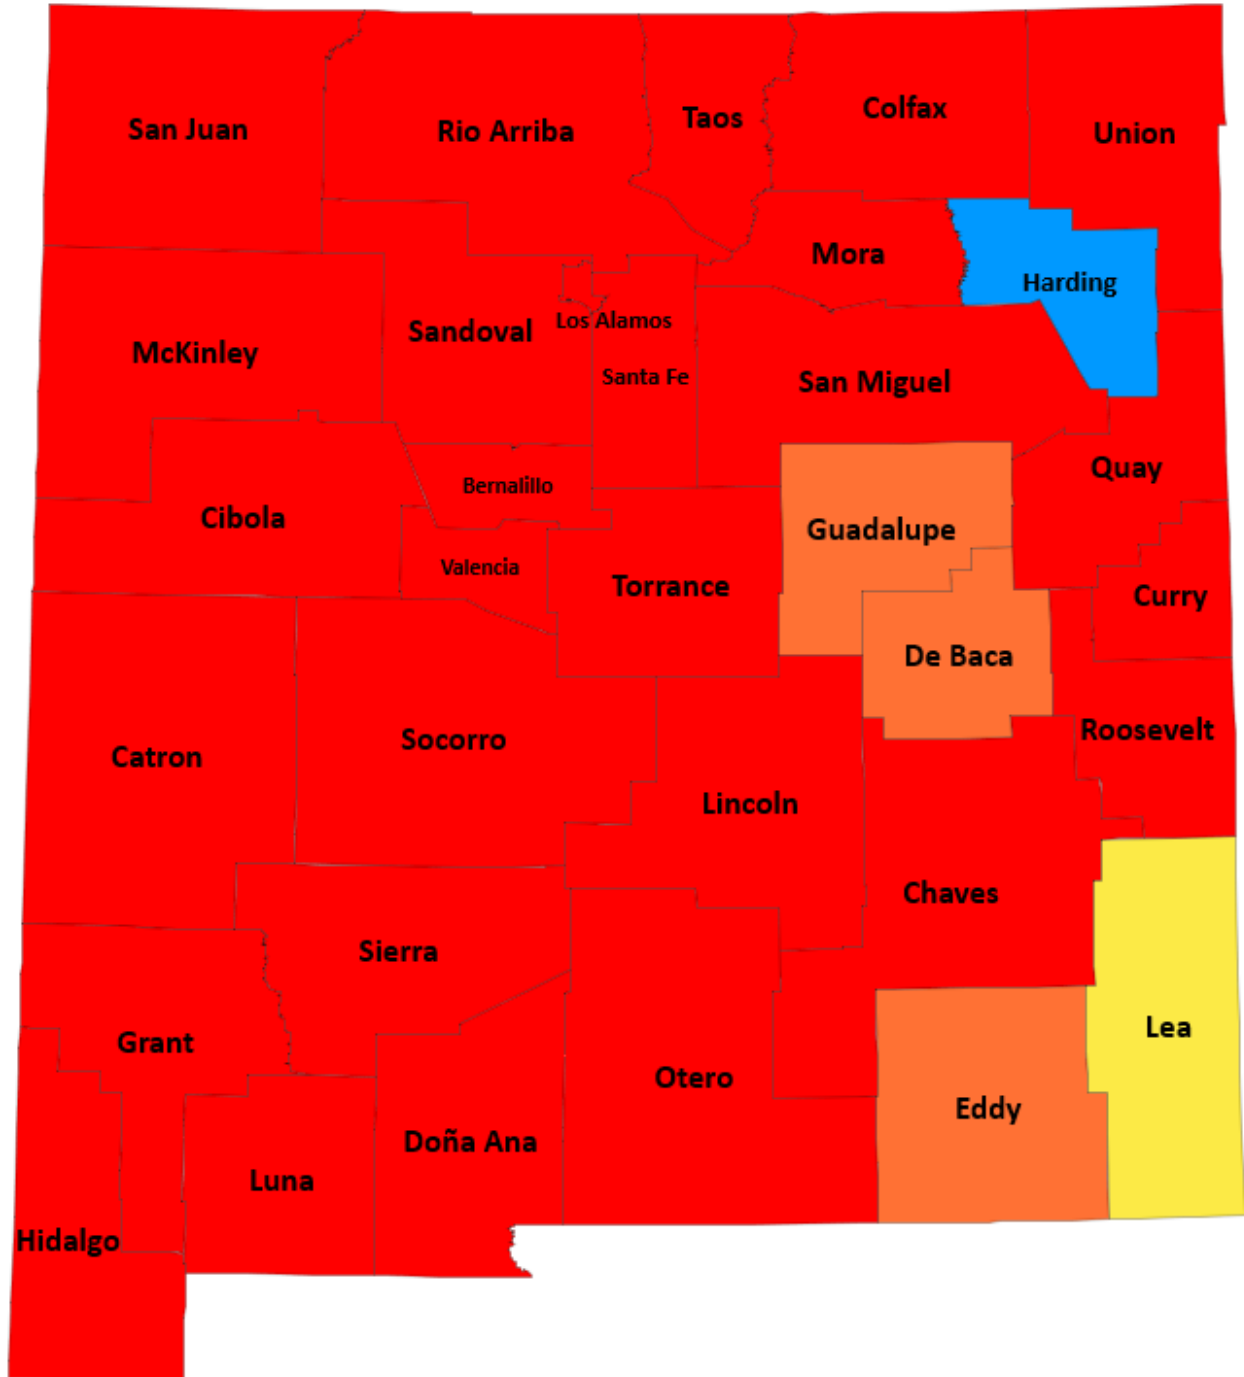 San Juan
Rio Arriba
Taos
Colfax
Union
Mora
Harding
McKinley
Sandoval
Los Alamos
Santa Fe
San Miguel
Quay
Cibola
Bernalillo
Guadalupe
Valencia
Torrance
Curry
De Baca
Catron
Socorro
Roosevelt
Lincoln
Chaves
Sierra
Grant
Lea
Otero
Eddy
Doña Ana
Luna
Hidalgo